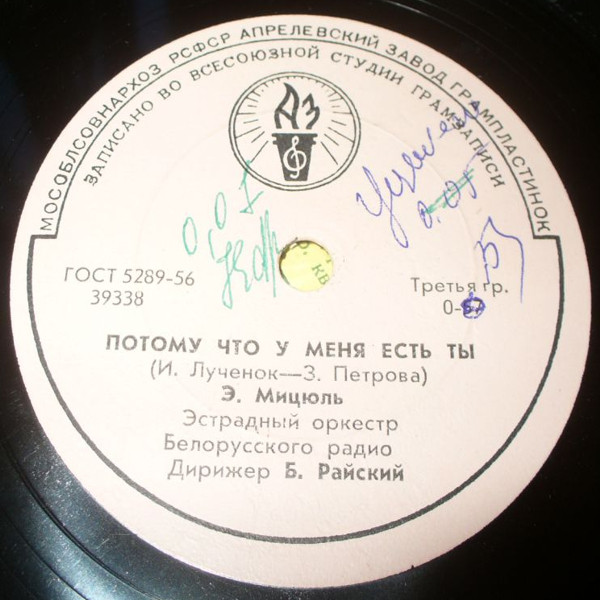 МОСОБЛСОВНАРХОЗ РСФСР АПРЕЛЕВСКИЙ ЗАВОД ГРАМПЛАСТИНОК
ЗАПИСАНО ВО ВСЕСОЮЗНОЙ СТУДИИ ГРАМЗАПИСИ
АЗ
ГОСТ 5289-56
39338
Третья гр.
ПОТОМУ ЧТО У МЕНЯ ЕСТЬ ТЫ
(И. Лученок—З. Петрова)
Э. Мицюль
Эстрадный оркестр
Белорусского радио
Дирижер Б. Райский